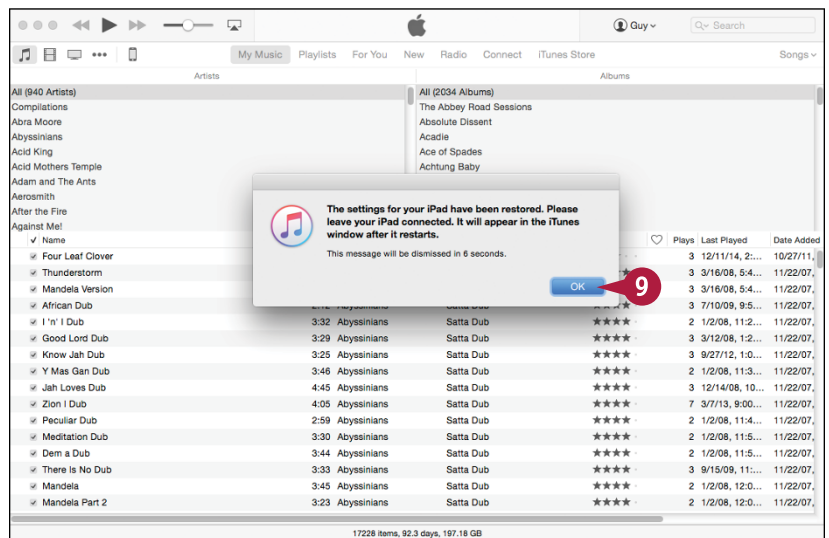 Guy
Search
My Music Playlists For You New Radio Connect iTunes Store Songs
Artists Albums
All (940 Artists) All (2034 Albums)
Compilations The Abbey Road Sessions
Abra Moore Absolute Dissent
Abyssinians Acadie
Acid King Ace of Spades
Acid Mothers Temple Achtung Baby
Adam and The Ants
Aerosmith
After the Fire
Against Me!
The settings for your iPad have been restored. Please
leave your iPad connected. It will appear in the iTunes
window after it restarts.
This message will be dismissed in 6 seconds.
OK
9
✓ Name ♡ Plays Last Played Date Added
Four Leaf Clover 3 12/11/14, 2:... 10/27/11,
Thunderstorm 3 3/16/08, 5:4... 11/22/07,
Mandela Version 3 3/16/08, 5:4... 11/22/07,
African Dub 3 7/10/09, 9:5... 11/22/07,
I 'n' I Dub 3:32 Abyssinians Satta Dub ★★★★ 2 1/2/08, 11:2... 11/22/07,
Good Lord Dub 3:29 Abyssinians Satta Dub ★★★★ 3 3/12/08, 1:2... 11/22/07,
Know Jah Dub 3:25 Abyssinians Satta Dub ★★★★ 3 9/27/12, 1:0... 11/22/07,
Y Mas Gan Dub 3:46 Abyssinians Satta Dub ★★★★ 2 1/2/08, 11:3... 11/22/07,
Jah Loves Dub 4:45 Abyssinians Satta Dub ★★★★ 3 12/14/08, 10... 11/22/07,
Zion I Dub 4:05 Abyssinians Satta Dub ★★★★ 7 3/7/13, 9:00... 11/22/07,
Peculiar Dub 2:59 Abyssinians Satta Dub ★★★★ 2 1/2/08, 11:4... 11/22/07,
Meditation Dub 3:30 Abyssinians Satta Dub ★★★★ 2 1/2/08, 11:5... 11/22/07,
Dem a Dub 3:44 Abyssinians Satta Dub ★★★★ 2 1/2/08, 11:5... 11/22/07,
There Is No Dub 3:33 Abyssinians Satta Dub ★★★★ 3 9/15/09, 11:... 11/22/07,
Mandela 3:45 Abyssinians Satta Dub ★★★★ 2 1/2/08, 12:0... 11/22/07,
Mandela Part 2 3:23 Abyssinians Satta Dub ★★★★ 2 1/2/08, 12:0... 11/22/07,
17228 items, 92.3 days, 197.18 GB